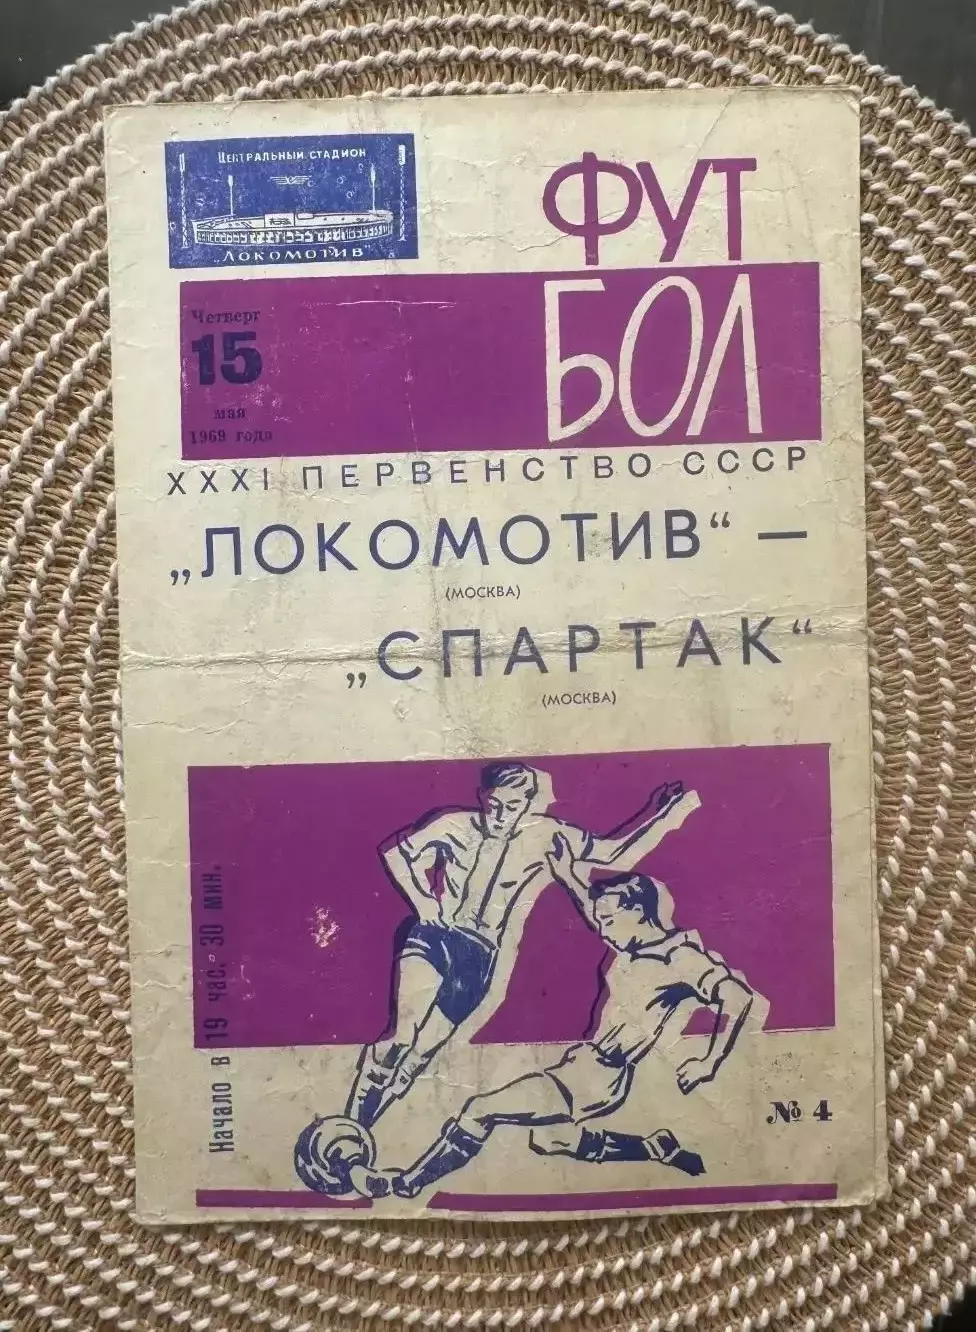 ЦЕНТРАЛЬНЫЙ СТАДИОН
„ЛОКОМОТИВ"
ФУТ
БОЛ
Четверг
15
мая
1969 года
XXXI ПЕРВЕНСТВО СССР
„ЛОКОМОТИВ“ —
(МОСКВА)
„СПАРТАК“
(МОСКВА)
Начало в 19 час. 30 мин.
№ 4